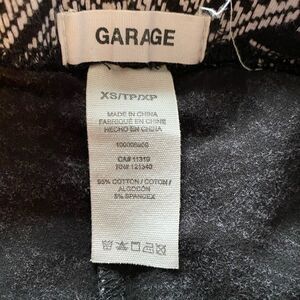 GARAGE
XS/TP/XP
MADE IN CHINA
FABRIQUÉ EN CHINE
HECHO EN CHINA
CA# 11319
RN# 121340
95% COTTON / COTON /
ALGODÓN
5% SPANDEX